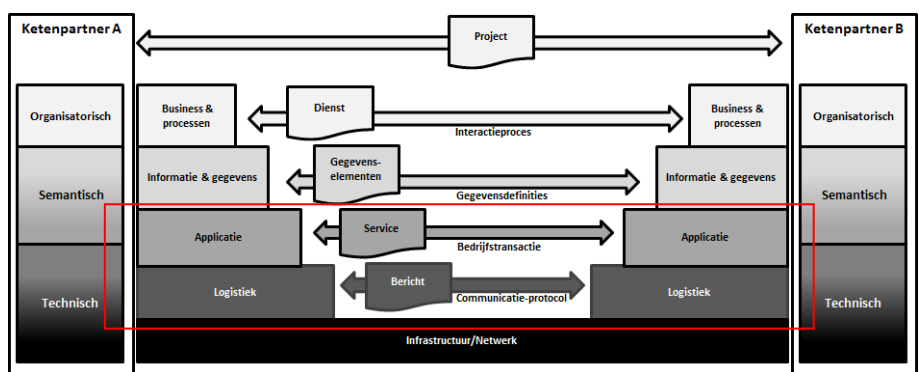 Ketenpartner A
Project
Ketenpartner B
Organisatorisch
Business &
processen
Dienst
Interactieproces
Business &
processen
Organisatorisch
Semantisch
Informatie & gegevens
Gegevens-
elementen
Gegevensdefinities
Informatie & gegevens
Semantisch
Applicatie
Service
Bedrijfstransactie
Applicatie
Technisch
Logistiek
Bericht
Communicatie-protocol
Logistiek
Technisch
Infrastructuur/Netwerk